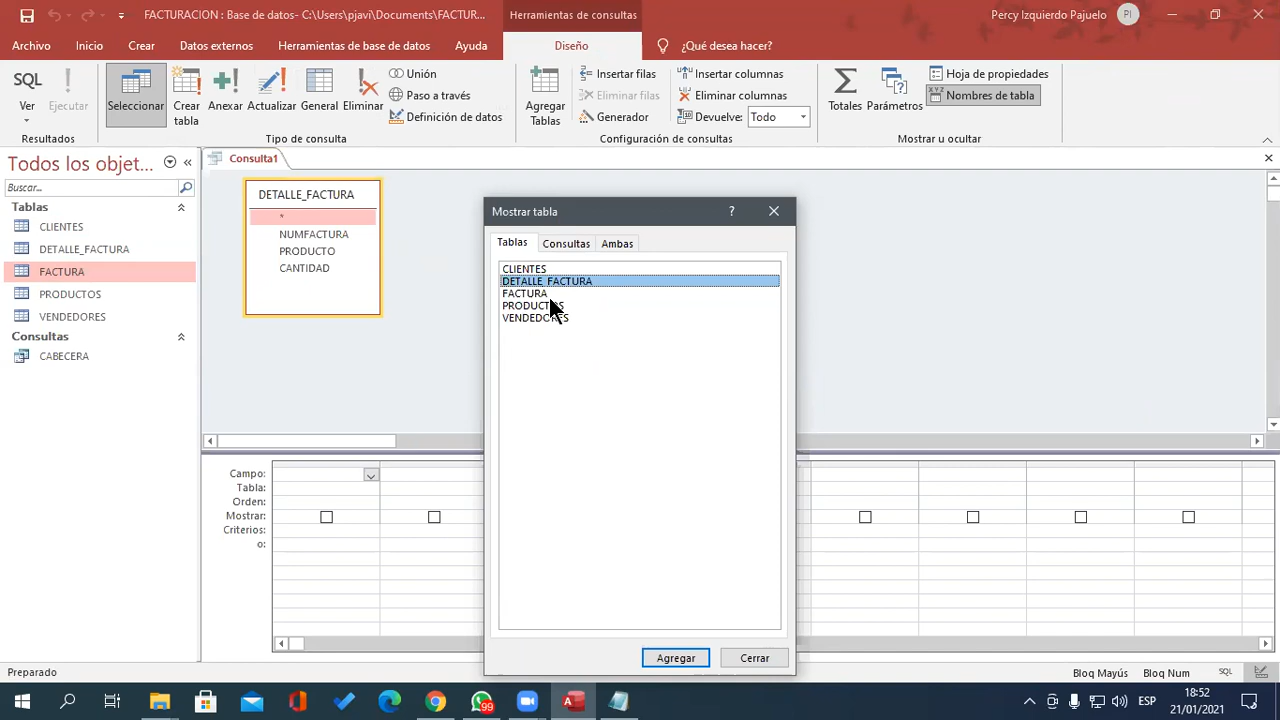 FACTURACION : Base de datos- C:\Users\pjavi\Documents\FACTUR...
Herramientas de consultas
Percy Izquierdo Pajuelo
PI
Archivo
Inicio
Crear
Datos externos
Herramientas de base de datos
Ayuda
Diseño
¿Qué desea hacer?
SQL
Ver
Ejecutar
Resultados
Seleccionar
Crear tabla
Anexar
Actualizar
General
Eliminar
Unión
Paso a través
Definición de datos
Tipo de consulta
Agregar Tablas
Insertar filas
Eliminar filas
Generador
Insertar columnas
Eliminar columnas
Devuelve: Todo
Configuración de consultas
Totales
Parámetros
Hoja de propiedades
XYZ
Nombres de tabla
Mostrar u ocultar
Todos los objet...
Buscar...
Tablas
CLIENTES
DETALLE_FACTURA
FACTURA
PRODUCTOS
VENDEDORES
Consultas
CABECERA
Consulta1
DETALLE_FACTURA
*
NUMFACTURA
PRODUCTO
CANTIDAD
Mostrar tabla
?
Tablas
Consultas
Ambas
CLIENTES
DETALLE_FACTURA
FACTURA
PRODUCTOS
VENDEDORES
Agregar
Cerrar
Campo:
Tabla:
Orden:
Mostrar:
Criterios:
o:
Preparado
Bloq Mayús
Bloq Num
SQL
99
ESP
18:52
21/01/2021